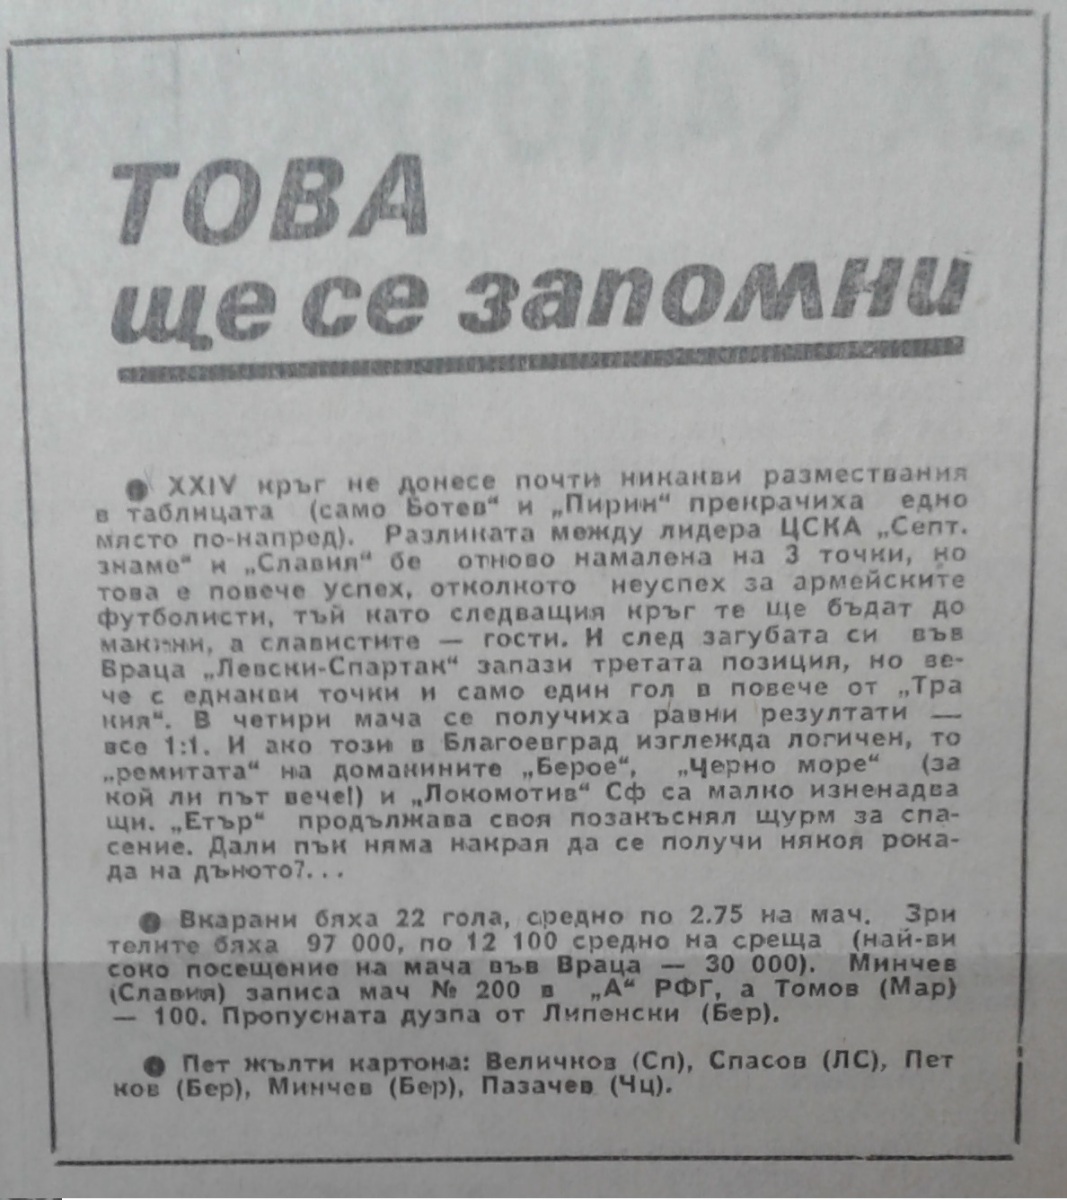 ТОВА
ще се запомни
● XXIV кръг не донесе почти никакви размествания
в таблицата (само Ботев“ и „Пирин“ прекрачиха едно
място по-напред). Разликата между лидера ЦСКА „Септ.
знаме“ и „Славия“ бе отново намалена на 3 точки, но
това е повече успех, отколкото неуспех за армейските
футболисти, тъй като следващия кръг те ще бъдат до
макини, а славистите — гости. И след загубата си във
Враца „Левски-Спартак“ запази третата позиция, но ве-
че с еднакви точки и само един гол в повече от „Тра
кия“. В четири мача се получиха равни резултати —
все 1:1. И ако този в Благоевград изглежда логичен, то
„ремитата“ на домакините „Берое“, „Черно море“ (за
кой ли път вече!) и „Локомотив“ Сф са малко изненадва
щи. „Етър“ продължава своя позакъснял щурм за спа-
сение. Дали пък няма накрая да се получи някоя рока-
да на дъното?...
● Вкарани бяха 22 гола, средно по 2.75 на мач. Зри
телите бяха 97 000, по 12 100 средно на среща (най-ви
соко посещение на мача във Враца — 30 000). Минчев
(Славия) записа мач № 200 в „А“ РФГ, а Томов (Мар)
— 100. Пропусната дузпа от Липенски (Бер).
● Пет жълти картона: Величков (Сп), Спасов (ЛС), Пет
ков (Бер), Минчев (Бер), Пазачев (Чц).